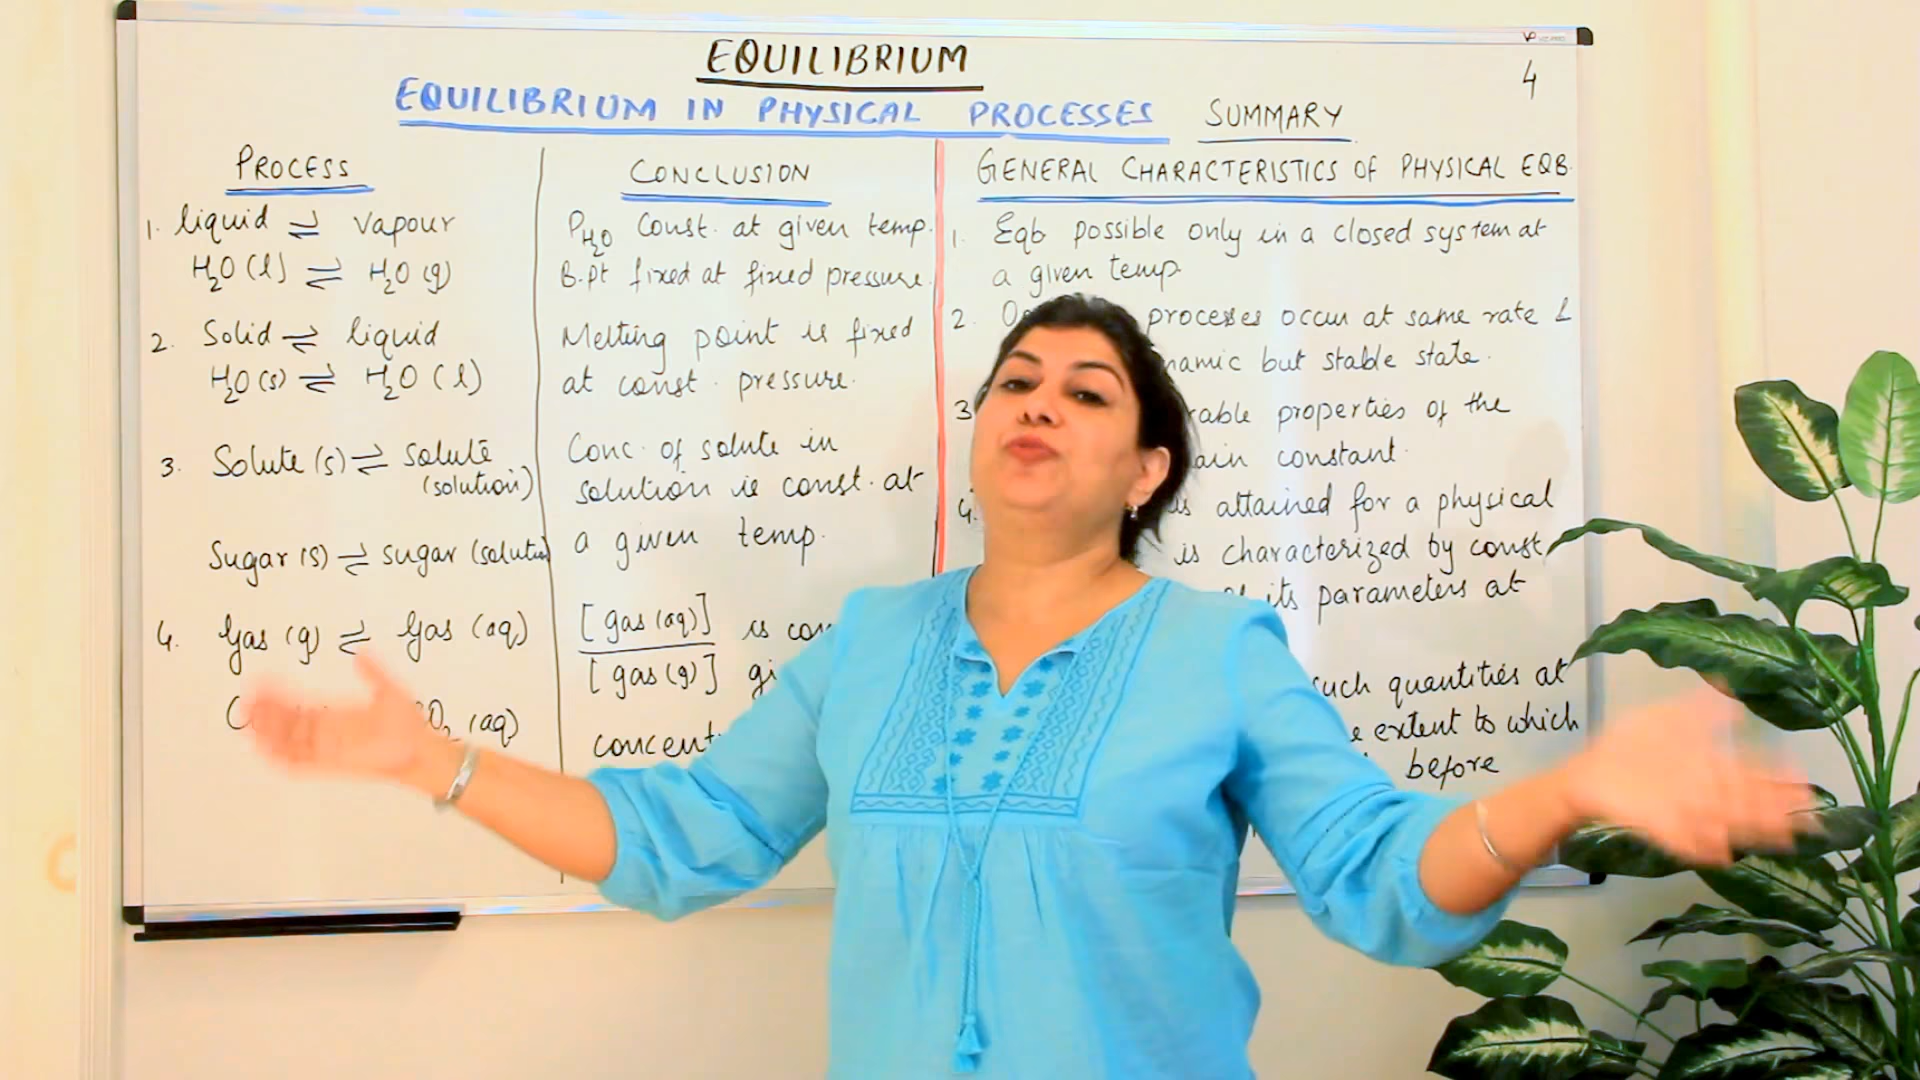 EQUILIBRIUM
4
EQUILIBRIUM IN PHYSICAL PROCESSES SUMMARY
PROCESS
1. liquid ⇌ vapour
H₂O (l) ⇌ H₂O (g)
2. Solid ⇌ liquid
H₂O (s) ⇌ H₂O (l)
3. Solute (s) ⇌ solute
(solution)
Sugar (s) ⇌ sugar (solution
4. Gas (g) ⇌ Gas (aq)
(aq)
CONCLUSION
P H₂O Const. at given temp.
B.Pt fixed at fixed pressure.
Melting point is fixed
at const. pressure.
Conc. of solute in
solution is const. at
a given temp.
[gas (aq)]
[gas (g)] is
GENERAL CHARACTERISTICS OF PHYSICAL EQB.
1. Eqb possible only in a closed system at
a given temp.
2. processes occur at same rate &
but stable state.
3 properties of the
constant.
4. is attained for a physical
is characterized by const.
its parameters at
such quantities at
extent to which
before